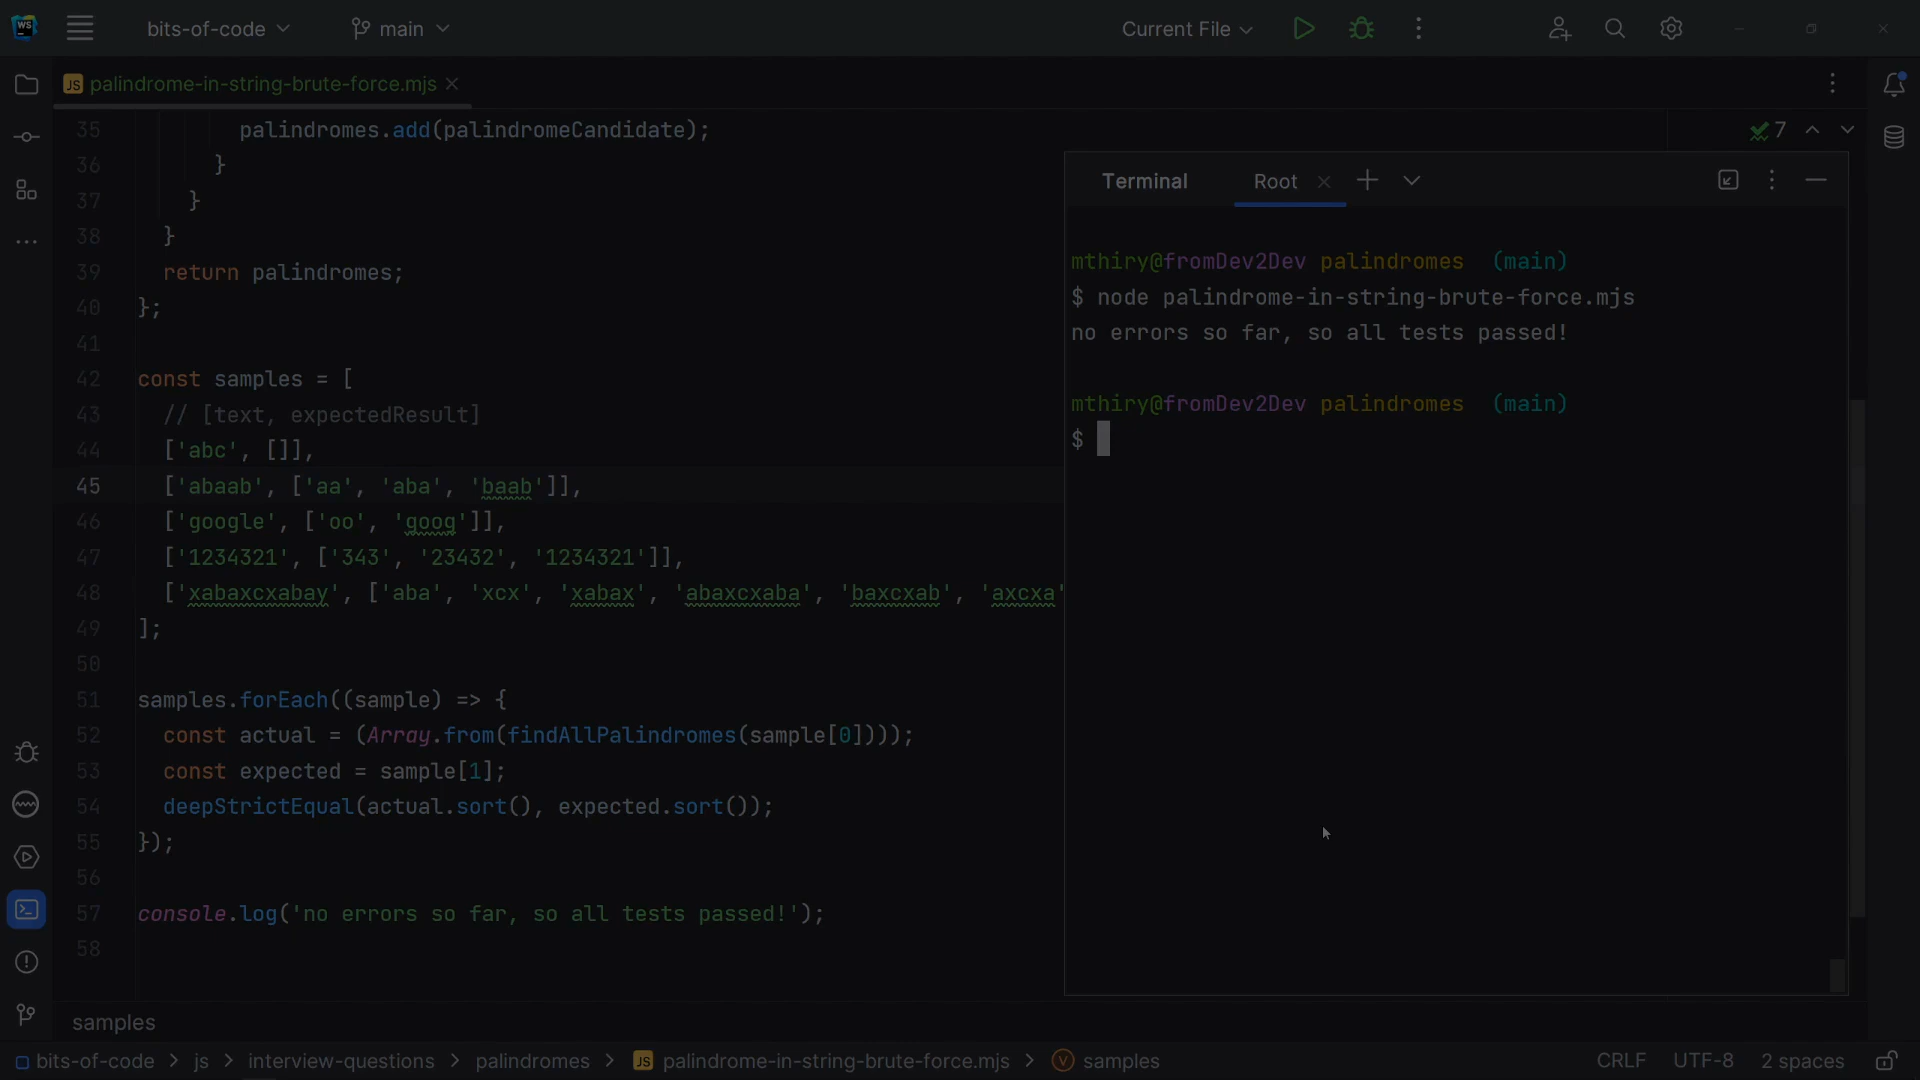 WS
bits-of-code
main
Current File
JS palindrome-in-string-brute-force.mjs
35 palindromes.add(palindromeCandidate);
36 }
37 }
38 }
39 return palindromes;
40 };
41
42 const samples = [
43 // [text, expectedResult]
44 ['abc', []],
45 ['abaab', ['aa', 'aba', 'baab']],
46 ['google', ['oo', 'goog']],
47 ['1234321', ['343', '23432', '1234321']],
48 ['xabaxcxabay', ['aba', 'xcx', 'xabax', 'abaxcxaba', 'baxcxab', 'axcxa'
49 ];
50
51 samples.forEach((sample) => {
52 const actual = (Array.from(findAllPalindromes(sample[0])));
53 const expected = sample[1];
54 deepStrictEqual(actual.sort(), expected.sort());
55 });
56
57 console.log('no errors so far, so all tests passed!');
58
7
Terminal
Root
mthiry@fromDev2Dev palindromes (main)
$ node palindrome-in-string-brute-force.mjs
no errors so far, so all tests passed!
mthiry@fromDev2Dev palindromes (main)
$
samples
bits-of-code > js > interview-questions > palindromes > JS palindrome-in-string-brute-force.mjs > V samples
CRLF
UTF-8
2 spaces